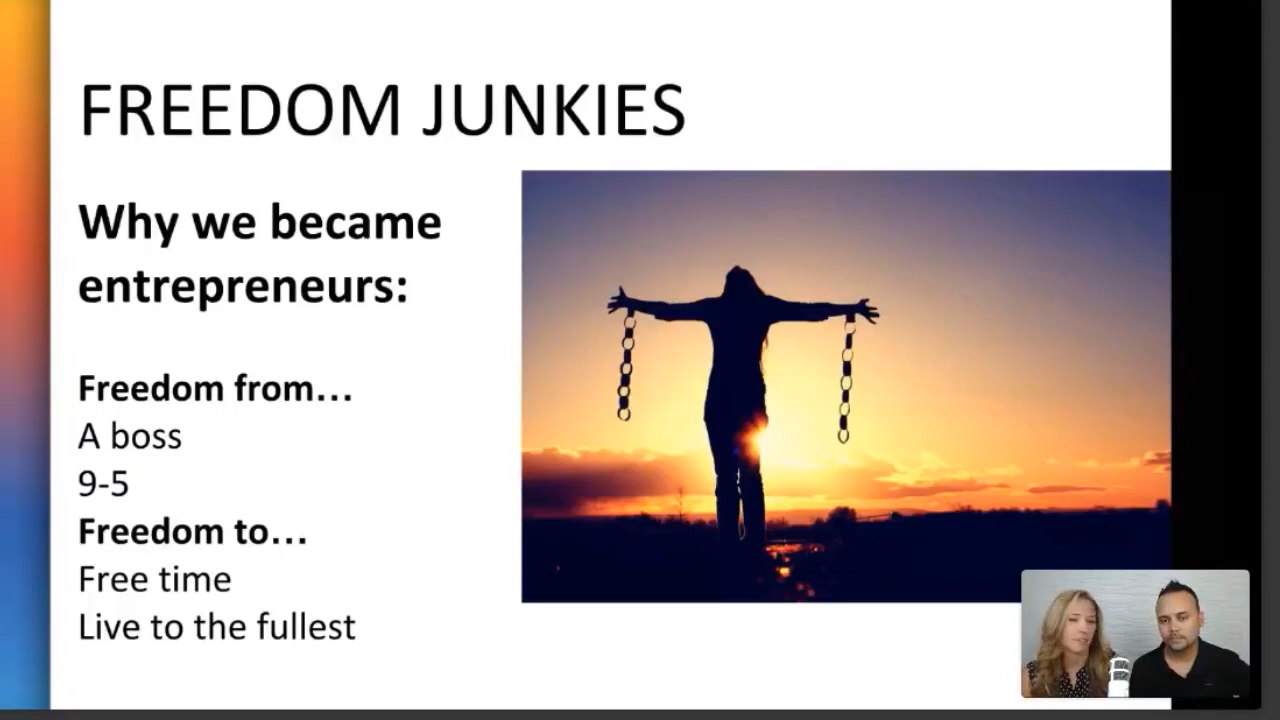 FREEDOM JUNKIES
Why we became
entrepreneurs:
Freedom from…
A boss
9-5
Freedom to…
Free time
Live to the fullest